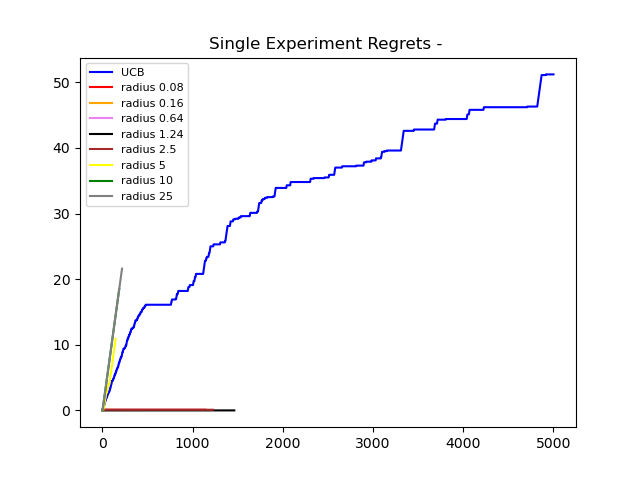 Single Experiment Regrets -
UCB
radius 0.08
radius 0.16
radius 0.64
radius 1.24
radius 2.5
radius 5
radius 10
radius 25
50
40
30
20
10
0
0 1000 2000 3000 4000 5000